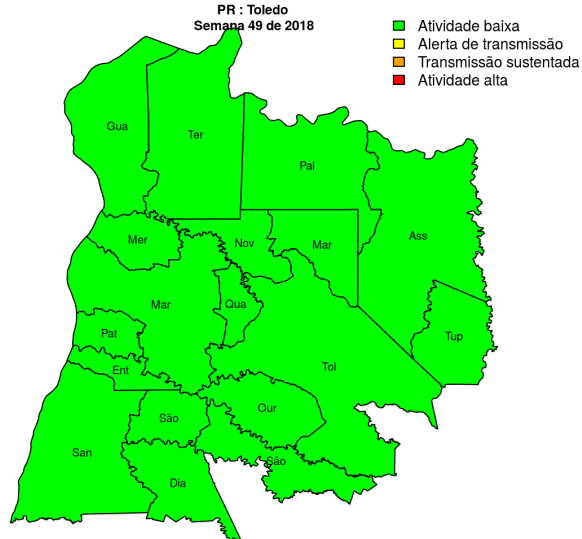 PR : Toledo
Semana 49 de 2018
Atividade baixa
Alerta de transmissão
Transmissão sustentada
Atividade alta
Gua
Ter
Pal
Mer
Nov
Mar
Ass
Mar
Qua
Pat
Tup
Ent
Tol
São
Our
San
São
Dia